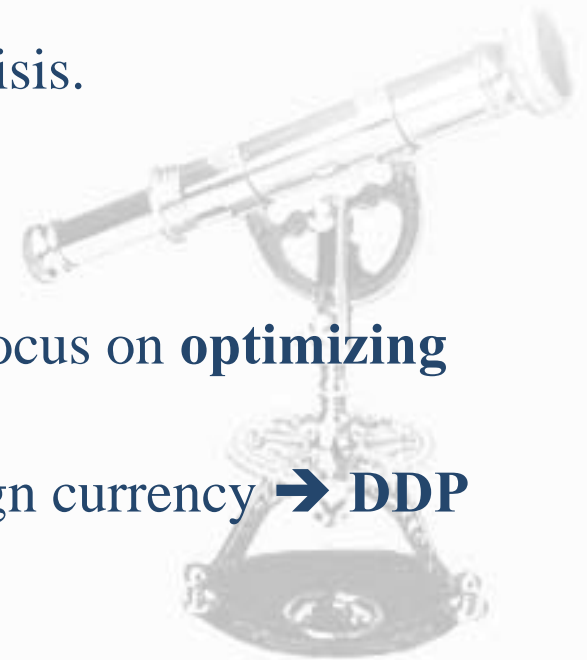 isis.
ocus on optimizing
gn currency ➔ DDP